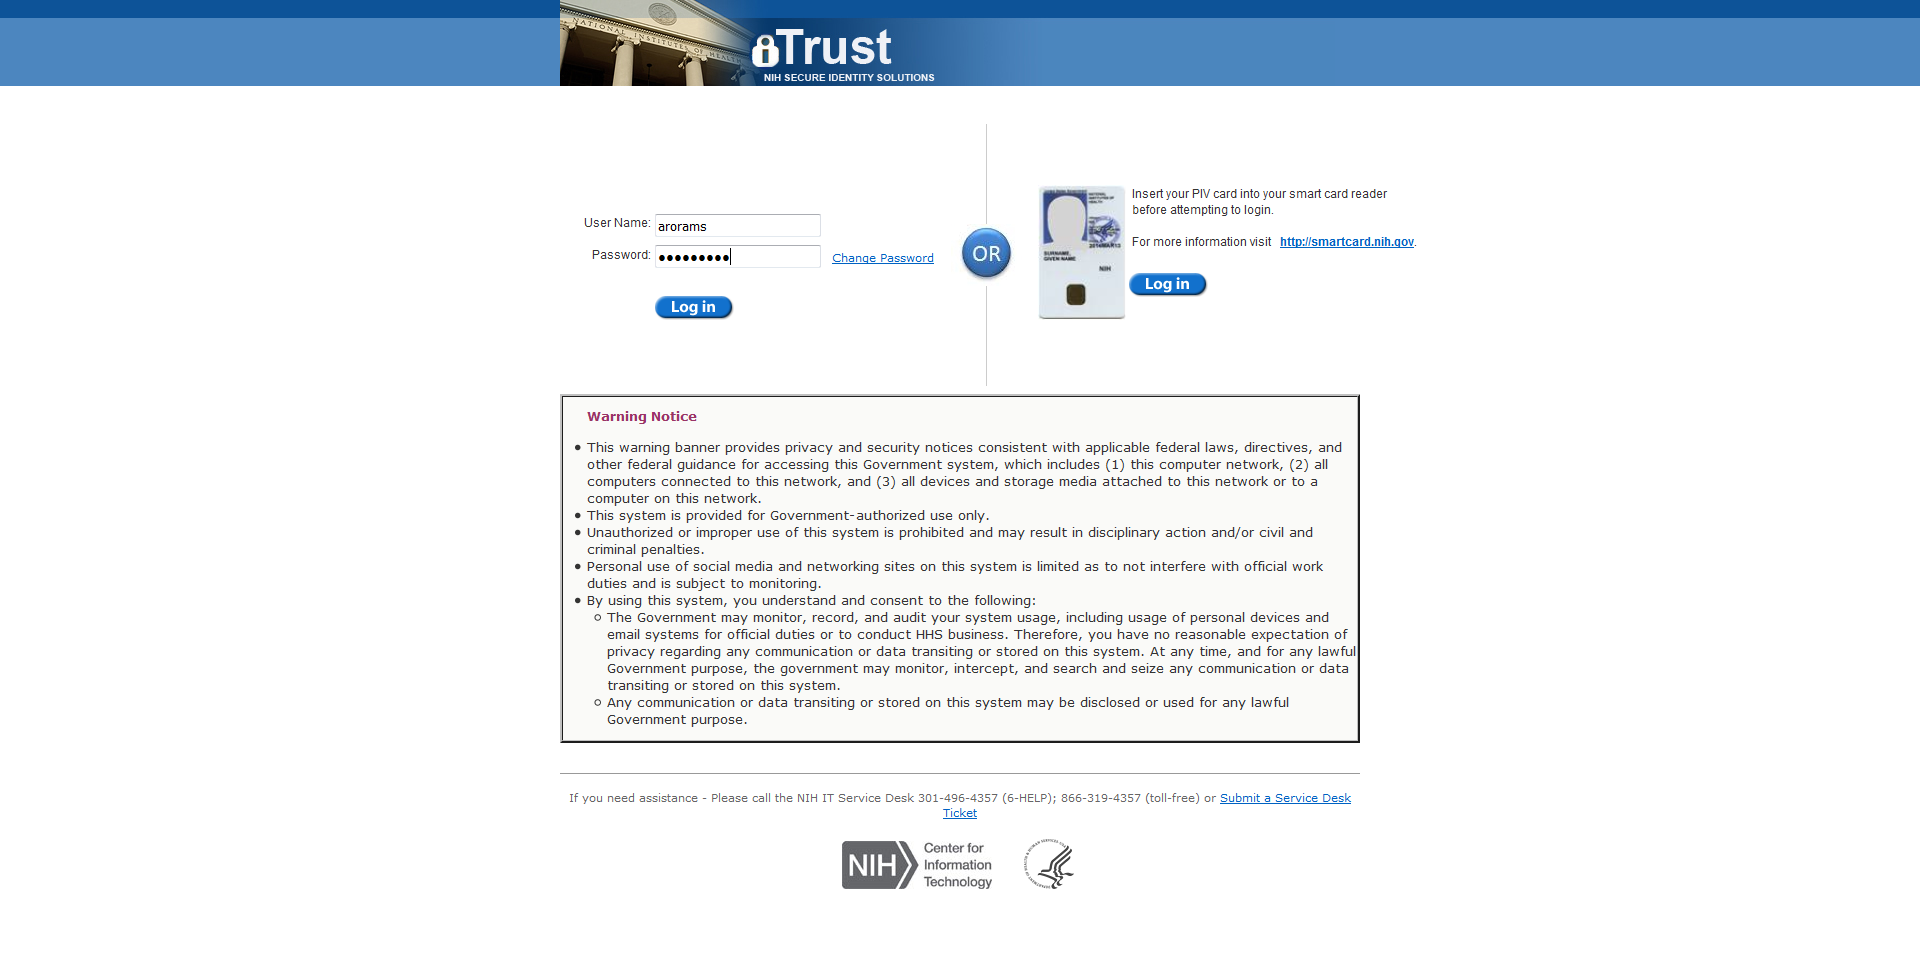 NATIONAL INSTITUTES OF HEALTH
iTrust
NIH SECURE IDENTITY SOLUTIONS
User Name: arorams
Password: ●●●●●●●●●
Change Password
Log in
OR
NATIONAL
INSTITUTES OF
HEALTH
2014MAR13
SURNAME,
GIVEN NAME
NIH
Insert your PIV card into your smart card reader
before attempting to login.
For more information visit http://smartcard.nih.gov.
Log in
Warning Notice
• This warning banner provides privacy and security notices consistent with applicable federal laws, directives, and
other federal guidance for accessing this Government system, which includes (1) this computer network, (2) all
computers connected to this network, and (3) all devices and storage media attached to this network or to a
computer on this network.
• This system is provided for Government-authorized use only.
• Unauthorized or improper use of this system is prohibited and may result in disciplinary action and/or civil and
criminal penalties.
• Personal use of social media and networking sites on this system is limited as to not interfere with official work
duties and is subject to monitoring.
• By using this system, you understand and consent to the following:
○ The Government may monitor, record, and audit your system usage, including usage of personal devices and
email systems for official duties or to conduct HHS business. Therefore, you have no reasonable expectation of
privacy regarding any communication or data transiting or stored on this system. At any time, and for any lawful
Government purpose, the government may monitor, intercept, and search and seize any communication or data
transiting or stored on this system.
○ Any communication or data transiting or stored on this system may be disclosed or used for any lawful
Government purpose.
If you need assistance - Please call the NIH IT Service Desk 301-496-4357 (6-HELP); 866-319-4357 (toll-free) or Submit a Service Desk
Ticket
NIH
Center for
Information
Technology